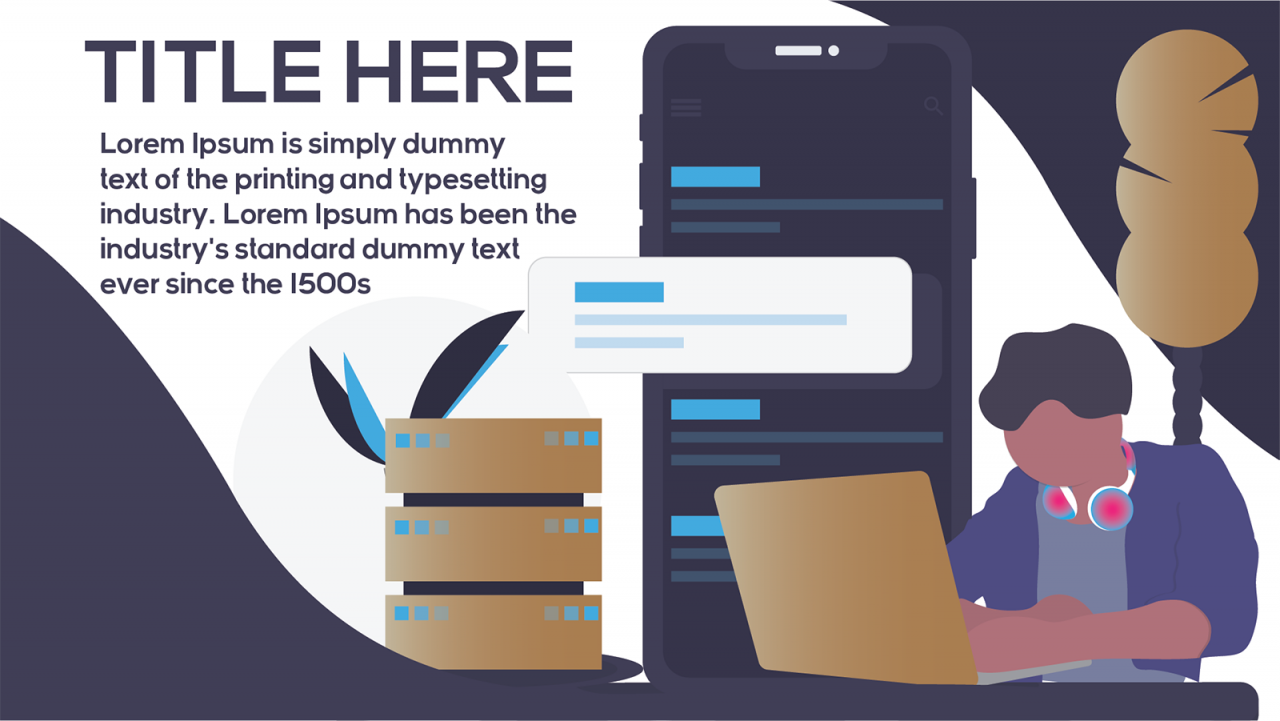 TITLE HERE
Lorem Ipsum is simply dummy
text of the printing and typesetting
industry. Lorem Ipsum has been the
industry's standard dummy text
ever since the 1500s